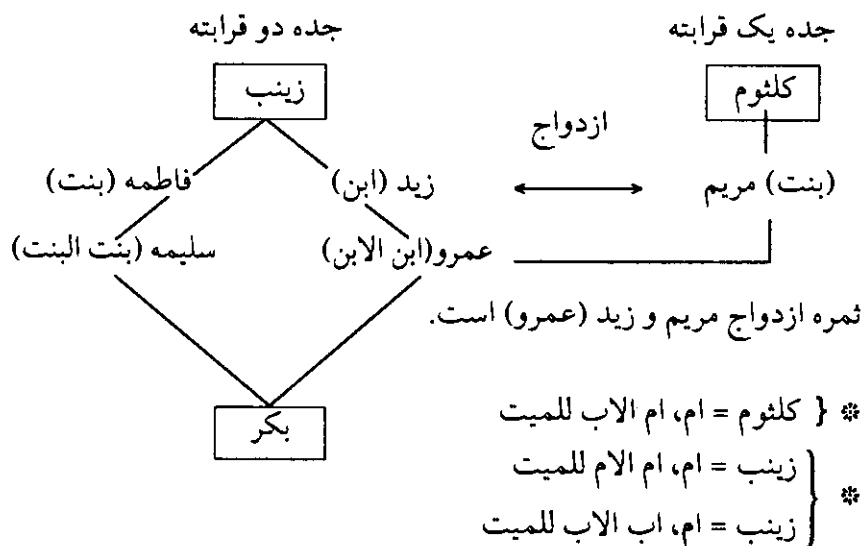 جده یک قرابته
جده دو قرابته
کلثوم
زینب
ازدواج
(بنت) مریم
زید (ابن)
فاطمه (بنت)
عمرو(ابن الابن)
سلیمه (بنت البنت)
ثمره ازدواج مریم و زید (عمرو) است.
بکر
* { کلثوم = ام، ام الاب للمیت
* { زینب = ام، ام الام للمیت
زینب = ام، اب الاب للمیت